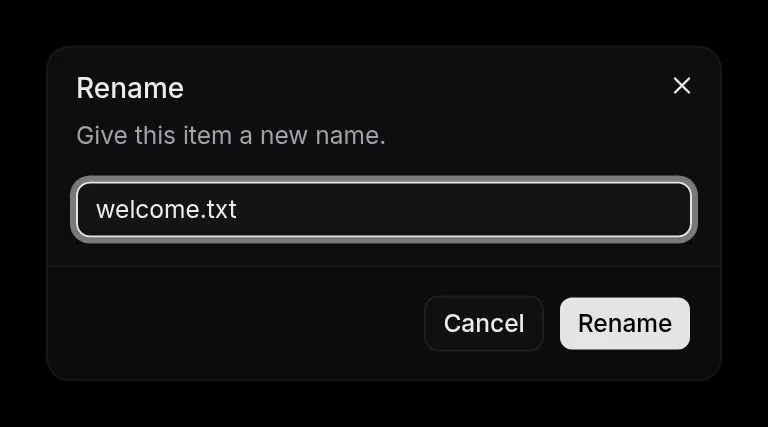 Rename
Give this item a new name.
welcome.txt
Cancel
Rename